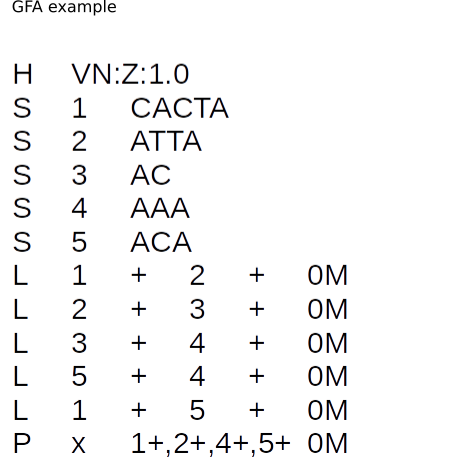 GFA example
H VN:Z:1.0
S 1 CACTA
S 2 ATTA
S 3 AC
S 4 AAA
S 5 ACA
L 1 + 2 + 0M
L 2 + 3 + 0M
L 3 + 4 + 0M
L 5 + 4 + 0M
L 1 + 5 + 0M
P x 1+,2+,4+,5+ 0M